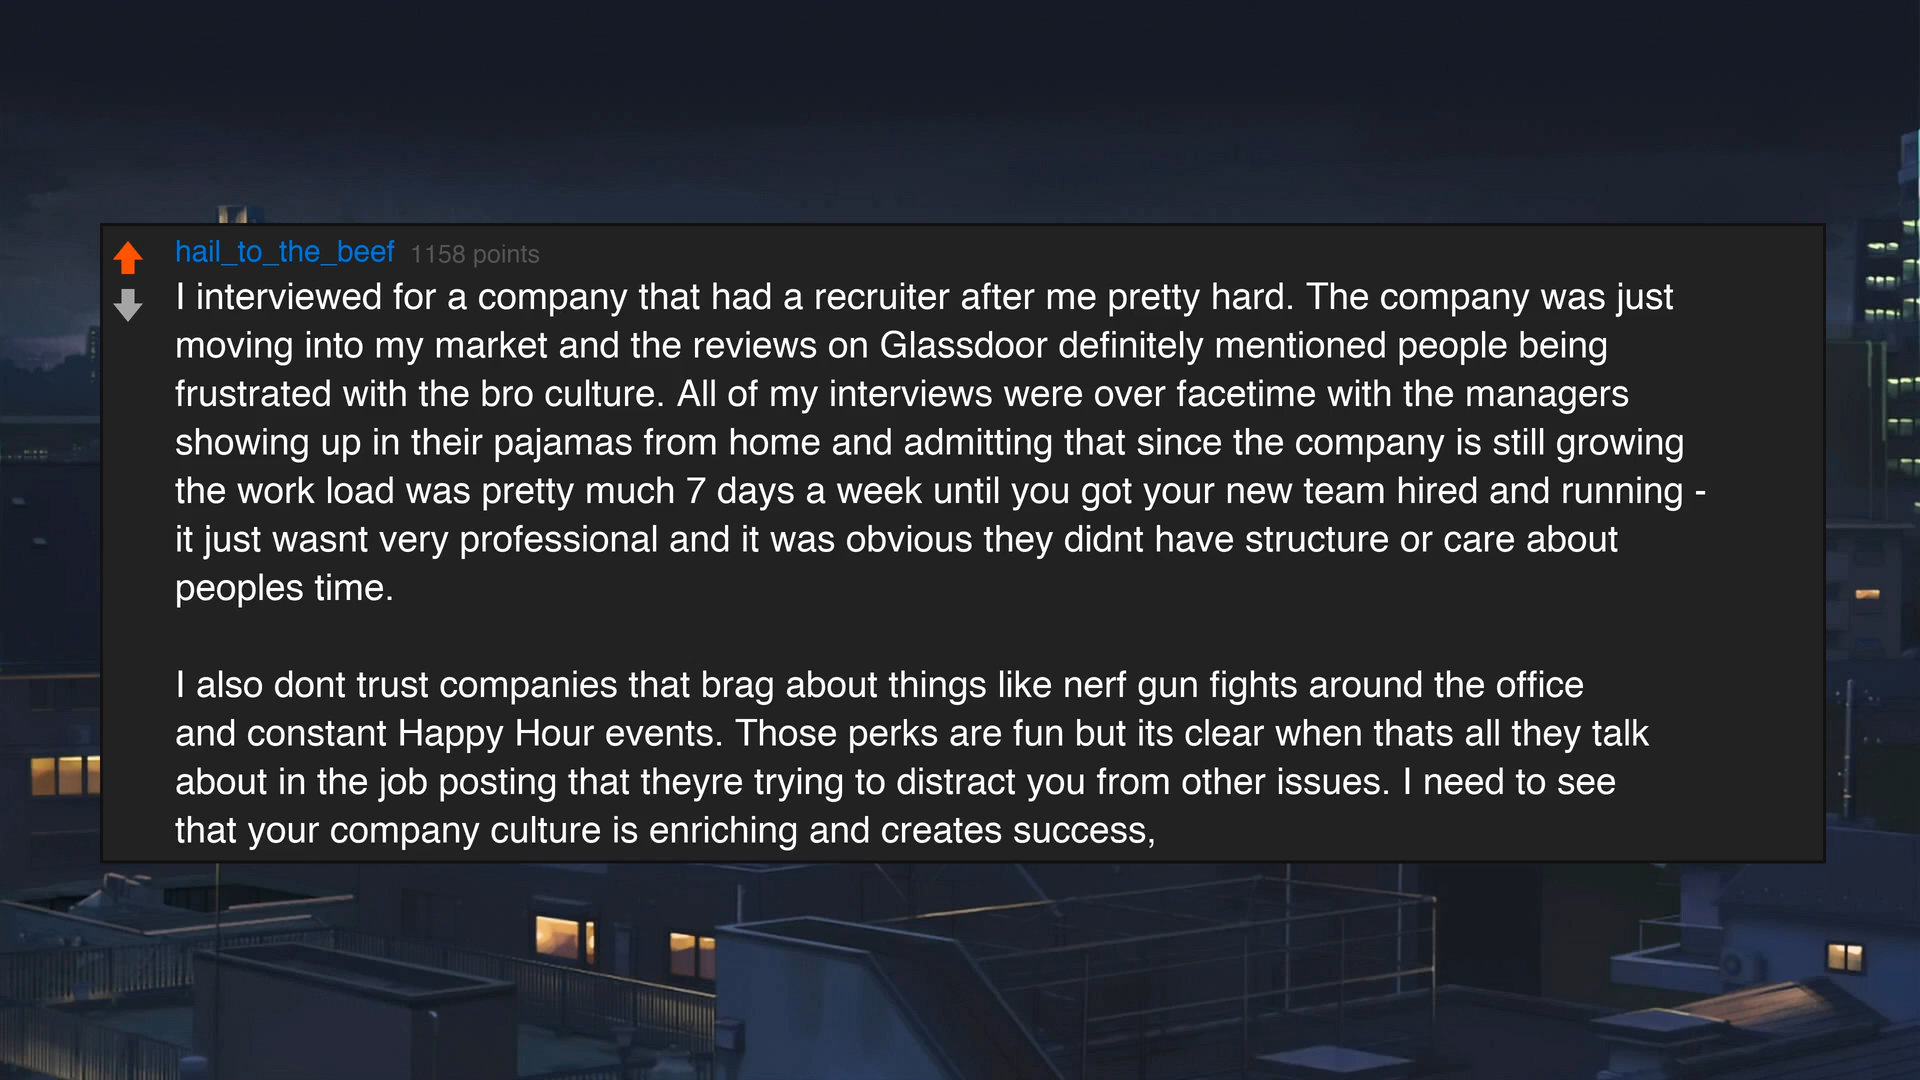 hail_to_the_beef 1158 points
I interviewed for a company that had a recruiter after me pretty hard. The company was just
moving into my market and the reviews on Glassdoor definitely mentioned people being
frustrated with the bro culture. All of my interviews were over facetime with the managers
showing up in their pajamas from home and admitting that since the company is still growing
the work load was pretty much 7 days a week until you got your new team hired and running -
it just wasnt very professional and it was obvious they didnt have structure or care about
peoples time.
I also dont trust companies that brag about things like nerf gun fights around the office
and constant Happy Hour events. Those perks are fun but its clear when thats all they talk
about in the job posting that theyre trying to distract you from other issues. I need to see
that your company culture is enriching and creates success,